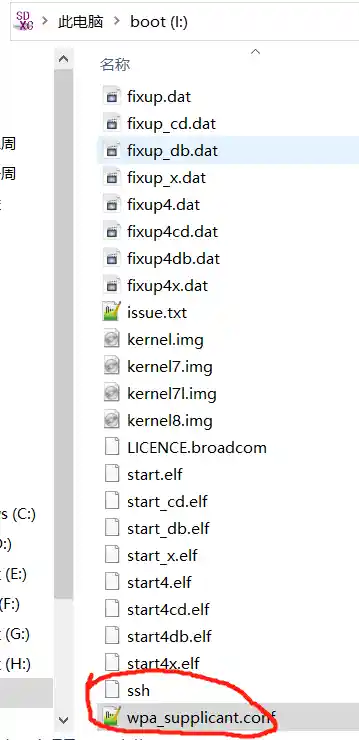 SD
XC
此电脑 > boot (I:)
名称
fixup.dat
fixup_cd.dat
周
fixup_db.dat
周
fixup_x.dat
fixup4.dat
fixup4cd.dat
fixup4db.dat
fixup4x.dat
issue.txt
kernel.img
kernel7.img
kernel7l.img
kernel8.img
LICENCE.broadcom
start.elf
start_cd.elf
s (C:)
start_db.elf
:)
start_x.elf
(E:)
start4.elf
(F:)
start4cd.elf
(G:)
start4db.elf
(H:)
start4x.elf
ssh
wpa_supplicant.conf